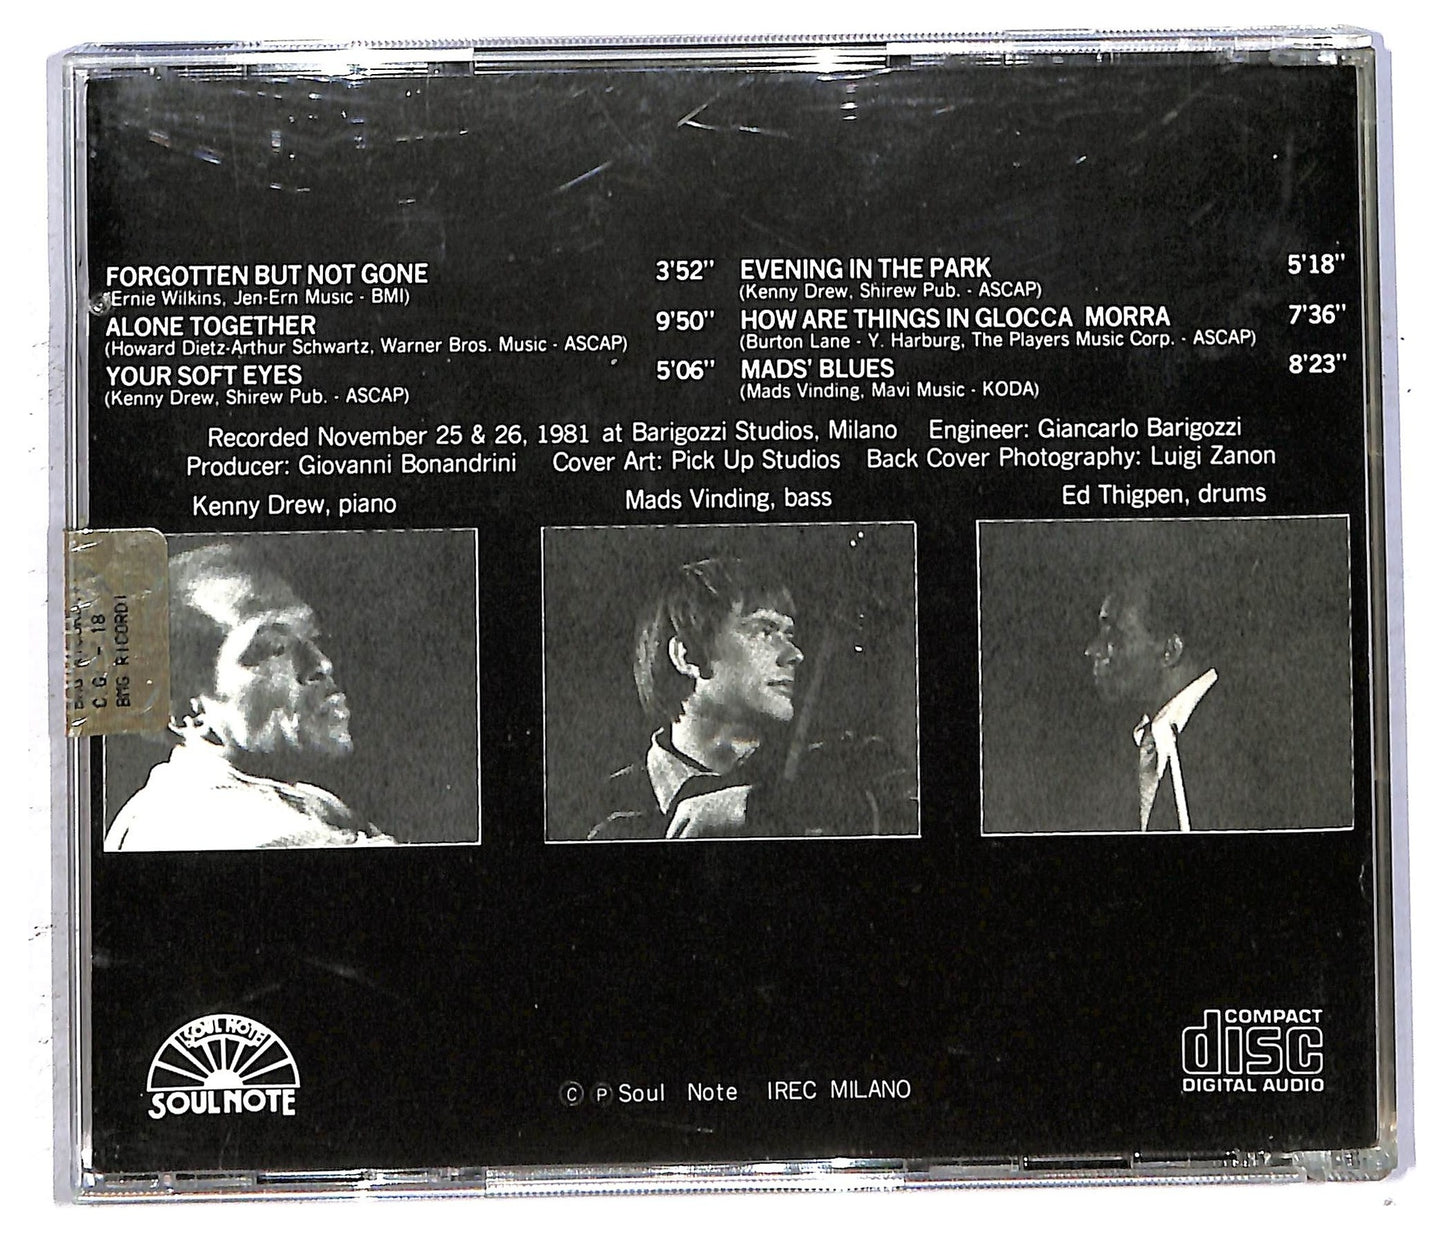 FORGOTTEN BUT NOT GONE 3'52''
(Ernie Wilkins, Jen-Ern Music - BMI)
ALONE TOGETHER 9'50''
(Howard Dietz-Arthur Schwartz, Warner Bros. Music - ASCAP)
YOUR SOFT EYES 5'06''
(Kenny Drew, Shirew Pub. - ASCAP)
EVENING IN THE PARK 5'18''
(Kenny Drew, Shirew Pub. - ASCAP)
HOW ARE THINGS IN GLOCCA MORRA 7'36''
(Burton Lane - Y. Harburg, The Players Music Corp. - ASCAP)
MADS' BLUES 8'23''
(Mads Vinding, Mavi Music - KODA)
Recorded November 25 & 26, 1981 at Barigozzi Studios, Milano Engineer: Giancarlo Barigozzi
Producer: Giovanni Bonandrini Cover Art: Pick Up Studios Back Cover Photography: Luigi Zanon
Kenny Drew, piano
Mads Vinding, bass
Ed Thigpen, drums
C.G. - 18
BMG RICORDI
SOUL NOTE
SOUL NOTE
© ℗ Soul Note IREC MILANO
COMPACT
disc
DIGITAL AUDIO